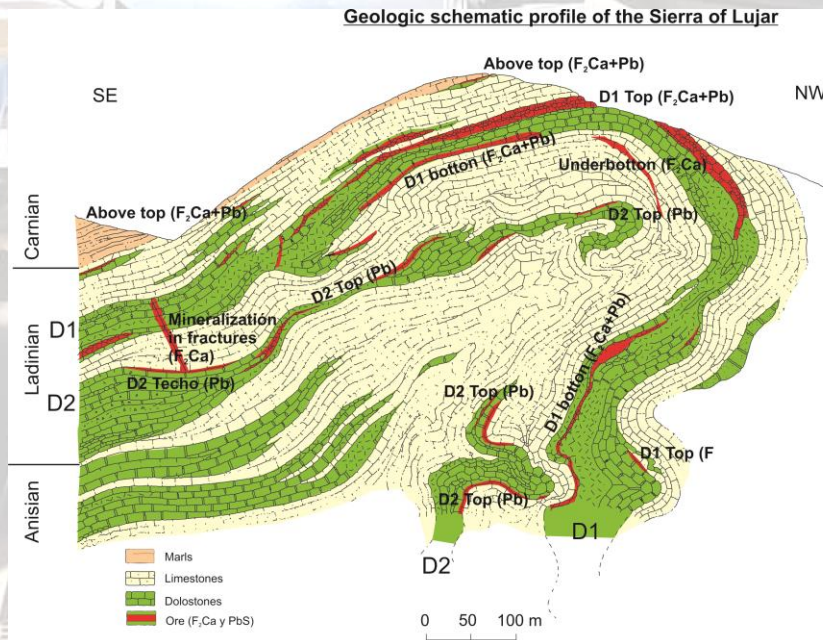 Geologic schematic profile of the Sierra of Lujar
Above top (F₂Ca+Pb)
SE
D1 Top (F₂Ca+Pb)
NW
D1 botton (F₂Ca+Pb)
Underbotton (F₂Ca)
Above top (F₂Ca+Pb)
D2 Top (Pb)
Carnian
D2 Top (Pb)
D1
Mineralization
in fractures
(F₂Ca)
Ladinian
D1 botton (F₂Ca+Pb)
D2 Techo (Pb)
D2
D2 Top (Pb)
D1 Top (F
Anisian
D2 Top (Pb)
D1
D2
Marls
Limestones
Dolostones
Ore (F₂Ca y PbS)
0 50 100 m